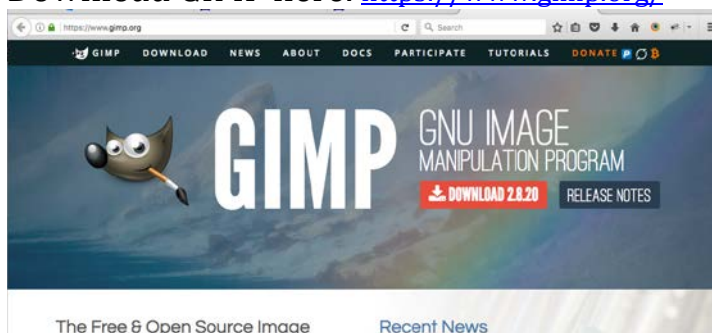 Download GIMP here: https://www.gimp.org/
https://www.gimp.org
Search
GIMP DOWNLOAD NEWS ABOUT DOCS PARTICIPATE TUTORIALS DONATE
GIMP
GNU IMAGE
MANIPULATION PROGRAM
DOWNLOAD 2.8.20
RELEASE NOTES
The Free & Open Source Image
Recent News